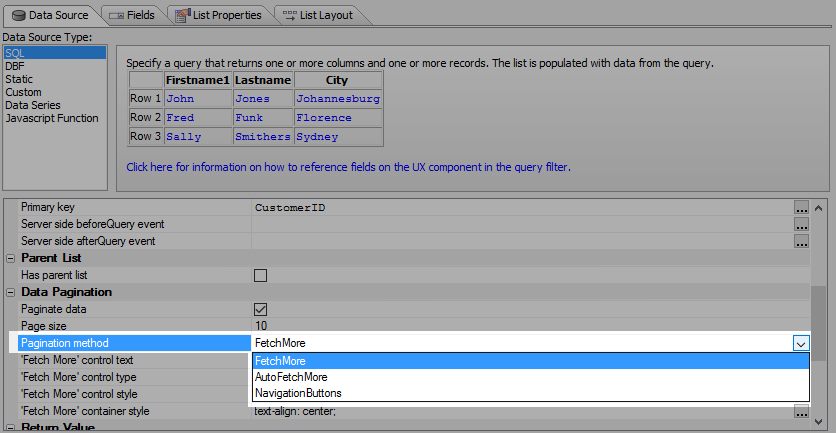 Data Source Fields List Properties List Layout
Data Source Type:
SQL
DBF
Static
Custom
Data Series
Javascript Function
Specify a query that returns one or more columns and one or more records. The list is populated with data from the query.
Firstname1 Lastname City
Row 1 John Jones Johannesburg
Row 2 Fred Funk Florence
Row 3 Sally Smithers Sydney
Click here for information on how to reference fields on the UX component in the query filter.
Primary key CustomerID ...
Server side beforeQuery event ...
Server side afterQuery event ...
Parent List
Has parent list
Data Pagination
Paginate data
Page size 10
Pagination method FetchMore
'Fetch More' control text FetchMore
'Fetch More' control type AutoFetchMore
'Fetch More' control style NavigationButtons
'Fetch More' container style text-align: center; ...
Return Value